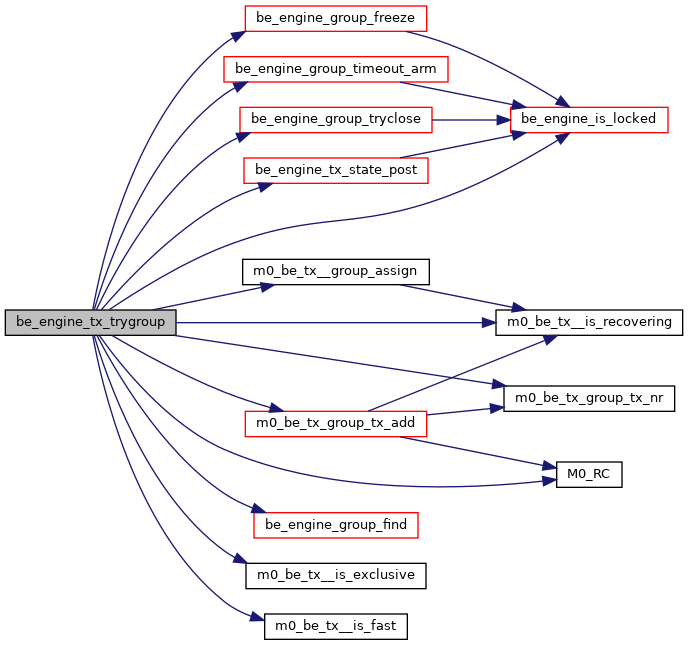 be_engine_group_freeze
be_engine_group_timeout_arm
be_engine_group_tryclose
be_engine_is_locked
be_engine_tx_state_post
m0_be_tx__group_assign
be_engine_tx_trygroup
m0_be_tx__is_recovering
m0_be_tx_group_tx_nr
m0_be_tx_group_tx_add
M0_RC
be_engine_group_find
m0_be_tx__is_exclusive
m0_be_tx__is_fast